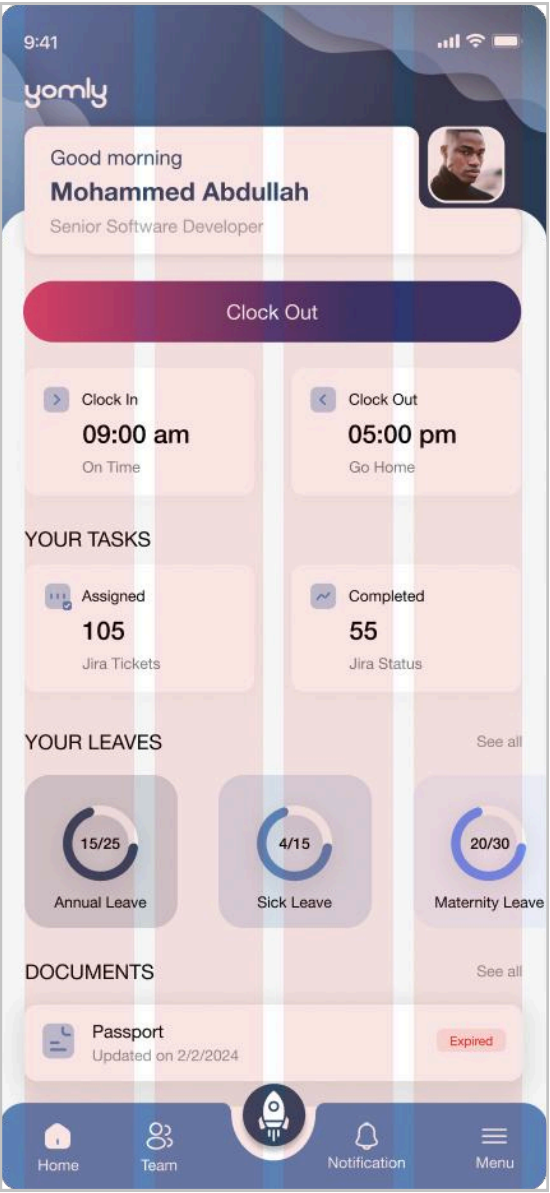 9:41
yomly
Good morning
Mohammed Abdullah
Senior Software Developer
Clock Out
Clock In
09:00 am
On Time
Clock Out
05:00 pm
Go Home
YOUR TASKS
Assigned
105
Jira Tickets
Completed
55
Jira Status
YOUR LEAVES
See all
15/25
Annual Leave
4/15
Sick Leave
20/30
Maternity Leave
DOCUMENTS
See all
Passport
Updated on 2/2/2024
Expired
Home
Team
Notification
Menu